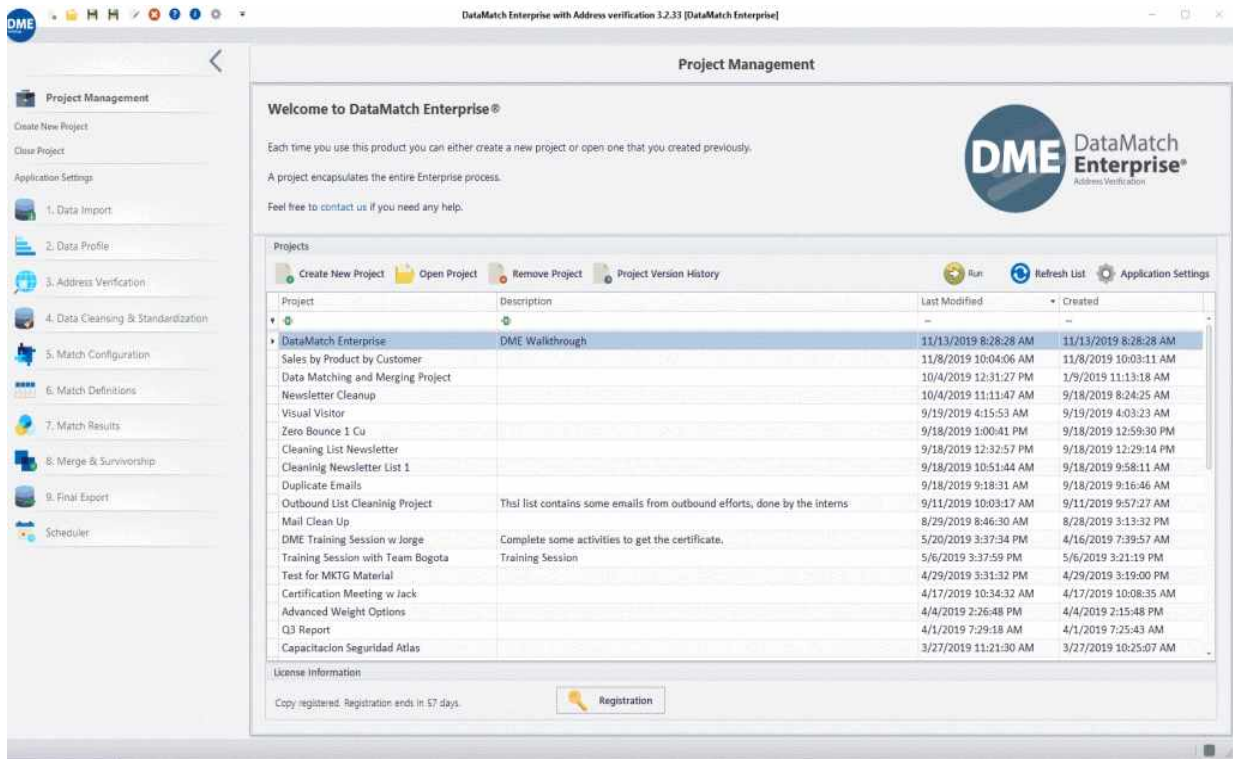 DME
DataMatch Enterprise with Address verification 3.2.33 [DataMatch Enterprise]
Project Management
Create New Project
Close Project
Application Settings
1. Data Import
2. Data Profile
3. Address Verification
4. Data Cleansing & Standardization
5. Match Configuration
6. Match Definitions
7. Match Results
8. Merge & Survivorship
9. Final Export
Scheduler
Project Management
Welcome to DataMatch Enterprise®
Each time you use this product you can either create a new project or open one that you created previously.
A project encapsulates the entire Enterprise process.
Feel free to contact us if you need any help.
DME DataMatch
Enterprise®
Address Verification
Projects
Create New Project Open Project Remove Project Project Version History Run Refresh List Application Settings
Project Description Last Modified Created
DataMatch Enterprise DME Walkthrough 11/13/2019 8:28:28 AM 11/13/2019 8:28:28 AM
Sales by Product by Customer 11/8/2019 10:04:06 AM 11/8/2019 10:03:11 AM
Data Matching and Merging Project 10/4/2019 12:31:27 PM 1/9/2019 11:13:18 AM
Newsletter Cleanup 10/4/2019 11:11:47 AM 9/18/2019 8:24:25 AM
Visual Visitor 9/19/2019 4:15:53 AM 9/19/2019 4:03:23 AM
Zero Bounce 1 Cu 9/18/2019 1:00:41 PM 9/18/2019 12:59:30 PM
Cleaning List Newsletter 9/18/2019 12:32:57 PM 9/18/2019 12:29:14 PM
Cleaninig Newsletter List 1 9/18/2019 10:51:44 AM 9/18/2019 9:58:11 AM
Duplicate Emails 9/18/2019 9:18:31 AM 9/18/2019 9:16:46 AM
Outbound List Cleaninig Project Thsi list contains some emails from outbound efforts, done by the interns 9/11/2019 10:03:17 AM 9/11/2019 9:57:27 AM
Mail Clean Up 8/29/2019 8:46:30 AM 8/28/2019 3:13:32 PM
DME Training Session w Jorge Complete some activities to get the certificate. 5/20/2019 3:37:34 PM 4/16/2019 7:39:57 AM
Training Session with Team Bogota Training Session 5/6/2019 3:37:59 PM 5/6/2019 3:21:19 PM
Test for MKTG Material 4/29/2019 3:31:32 PM 4/29/2019 3:19:00 PM
Certification Meeting w Jack 4/17/2019 10:34:32 AM 4/17/2019 10:08:35 AM
Advanced Weight Options 4/4/2019 2:26:48 PM 4/4/2019 2:15:48 PM
Q3 Report 4/1/2019 7:29:18 AM 4/1/2019 7:25:43 AM
Capacitacion Seguridad Atlas 3/27/2019 11:21:30 AM 3/27/2019 10:25:07 AM
License Information
Copy registered. Registration ends in 57 days. Registration